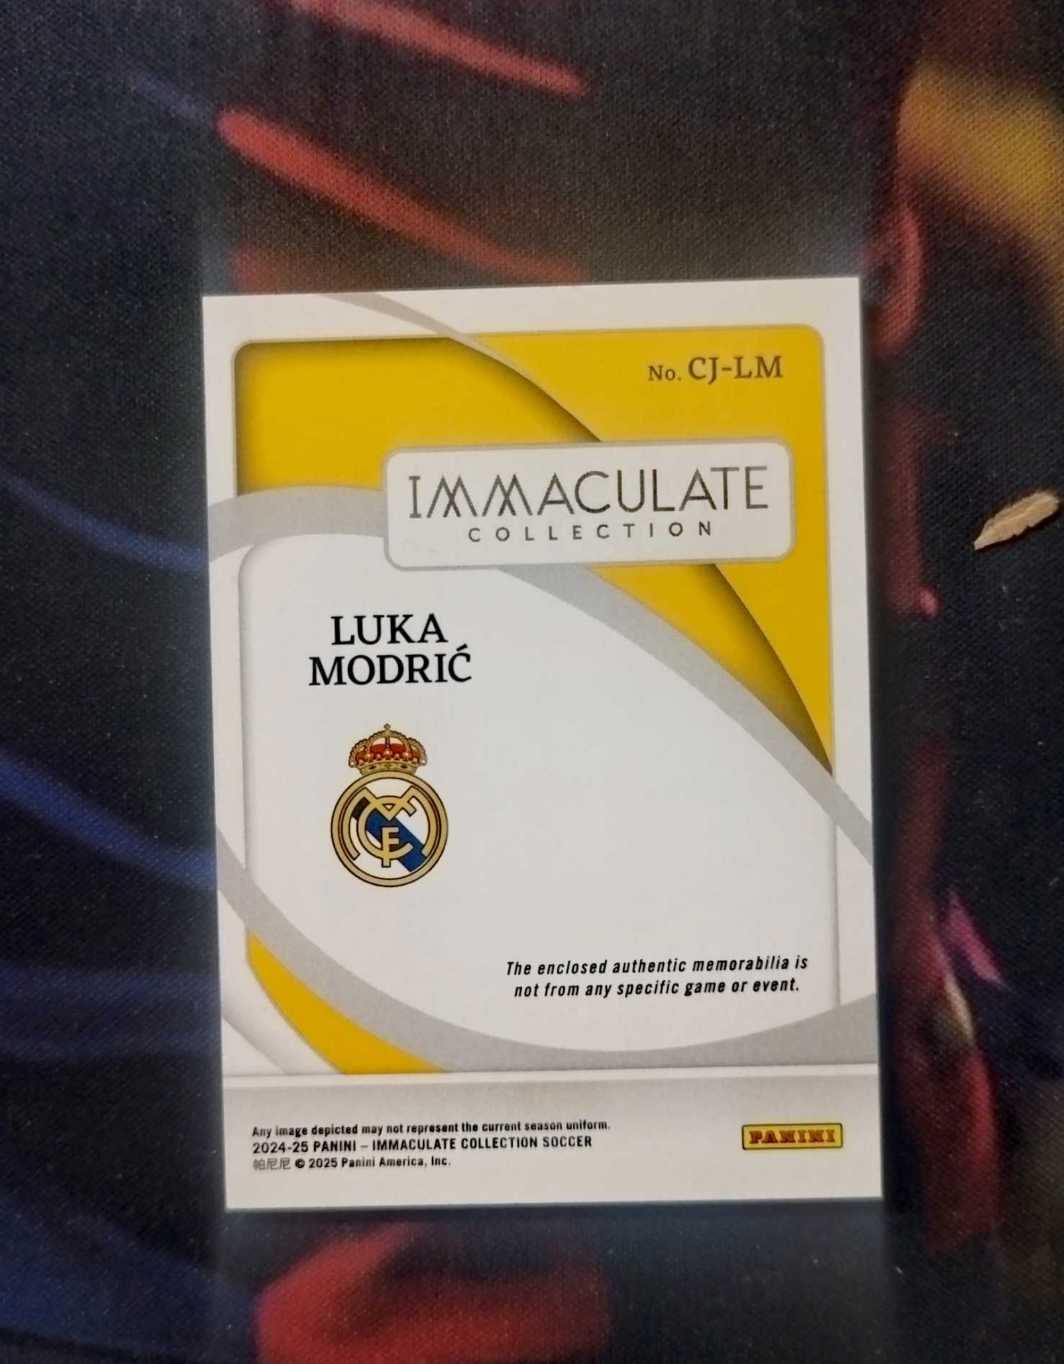 No. CJ-LM
IMMACULATE
COLLECTION
LUKA
MODRIĆ
The enclosed authentic memorabilia is
not from any specific game or event.
Any image depicted may not represent the current season uniform.
2024-25 PANINI – IMMACULATE COLLECTION SOCCER
帕尼尼 © 2025 Panini America, Inc.
PANINI